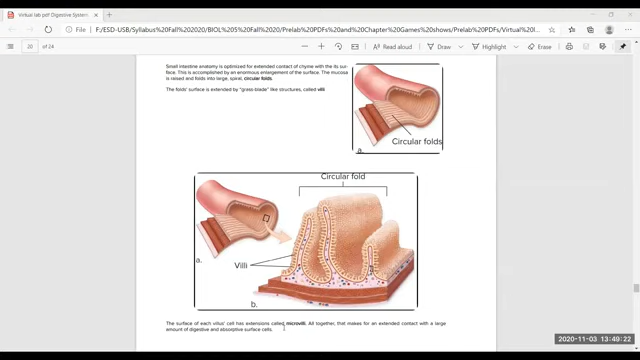 Virtual lab pdf Digestive System
F:/ESD-USB/Syllabus%20Fall%202020/BIOL%205%20Fall%202020/Prelab%20PDFs%20and%20Chapter%20Games%20shows/Prelab%20PDFs/Virtual%20l...
20 of 24
Read aloud
Draw
Highlight
Erase
Small intestine anatomy is optimized for extended contact of chyme with the its sur-
face. This is accomplished by an enormous enlargement of the surface. The mucosa
is raised and folds into large, spiral, circular folds.
The folds' surface is extended by "grass-blade" like structures, called villi
Circular folds
a.
Circular fold
a.
Villi
b.
The surface of each villus' cell has extensions called microvilli. All together, that makes for an extended contact with a large
amount of digestive and absorptive surface cells.
2020-11-03 13:49:22